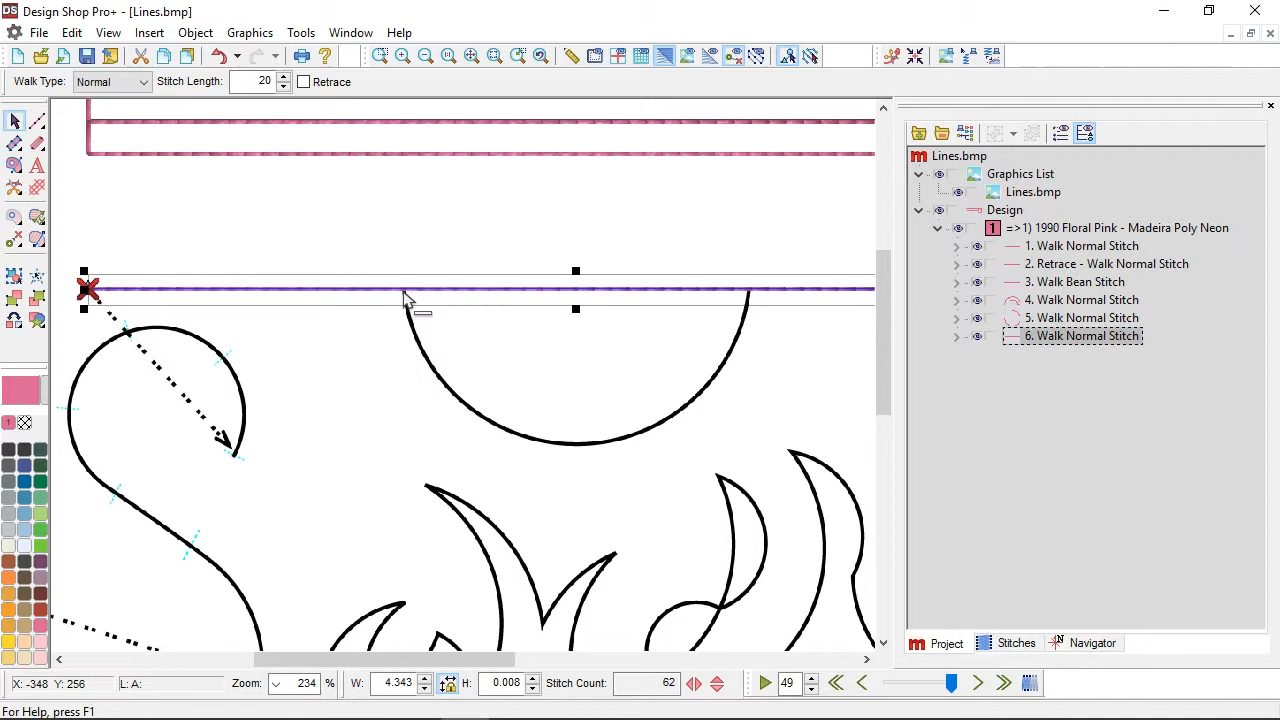 DS Design Shop Pro+ - [Lines.bmp]
File Edit View Insert Object Graphics Tools Window Help
Walk Type: Normal Stitch Length: 20 Retrace
Lines.bmp
Graphics List
Lines.bmp
Design
1 =>1) 1990 Floral Pink - Madeira Poly Neon
1. Walk Normal Stitch
2. Retrace - Walk Normal Stitch
3. Walk Bean Stitch
4. Walk Normal Stitch
5. Walk Normal Stitch
6. Walk Normal Stitch
1
Project Stitches Navigator
X: -348 Y: 256 L: A: Zoom: 234 % W: 4.343 H: 0.008 Stitch Count: 62 49
For Help, press F1